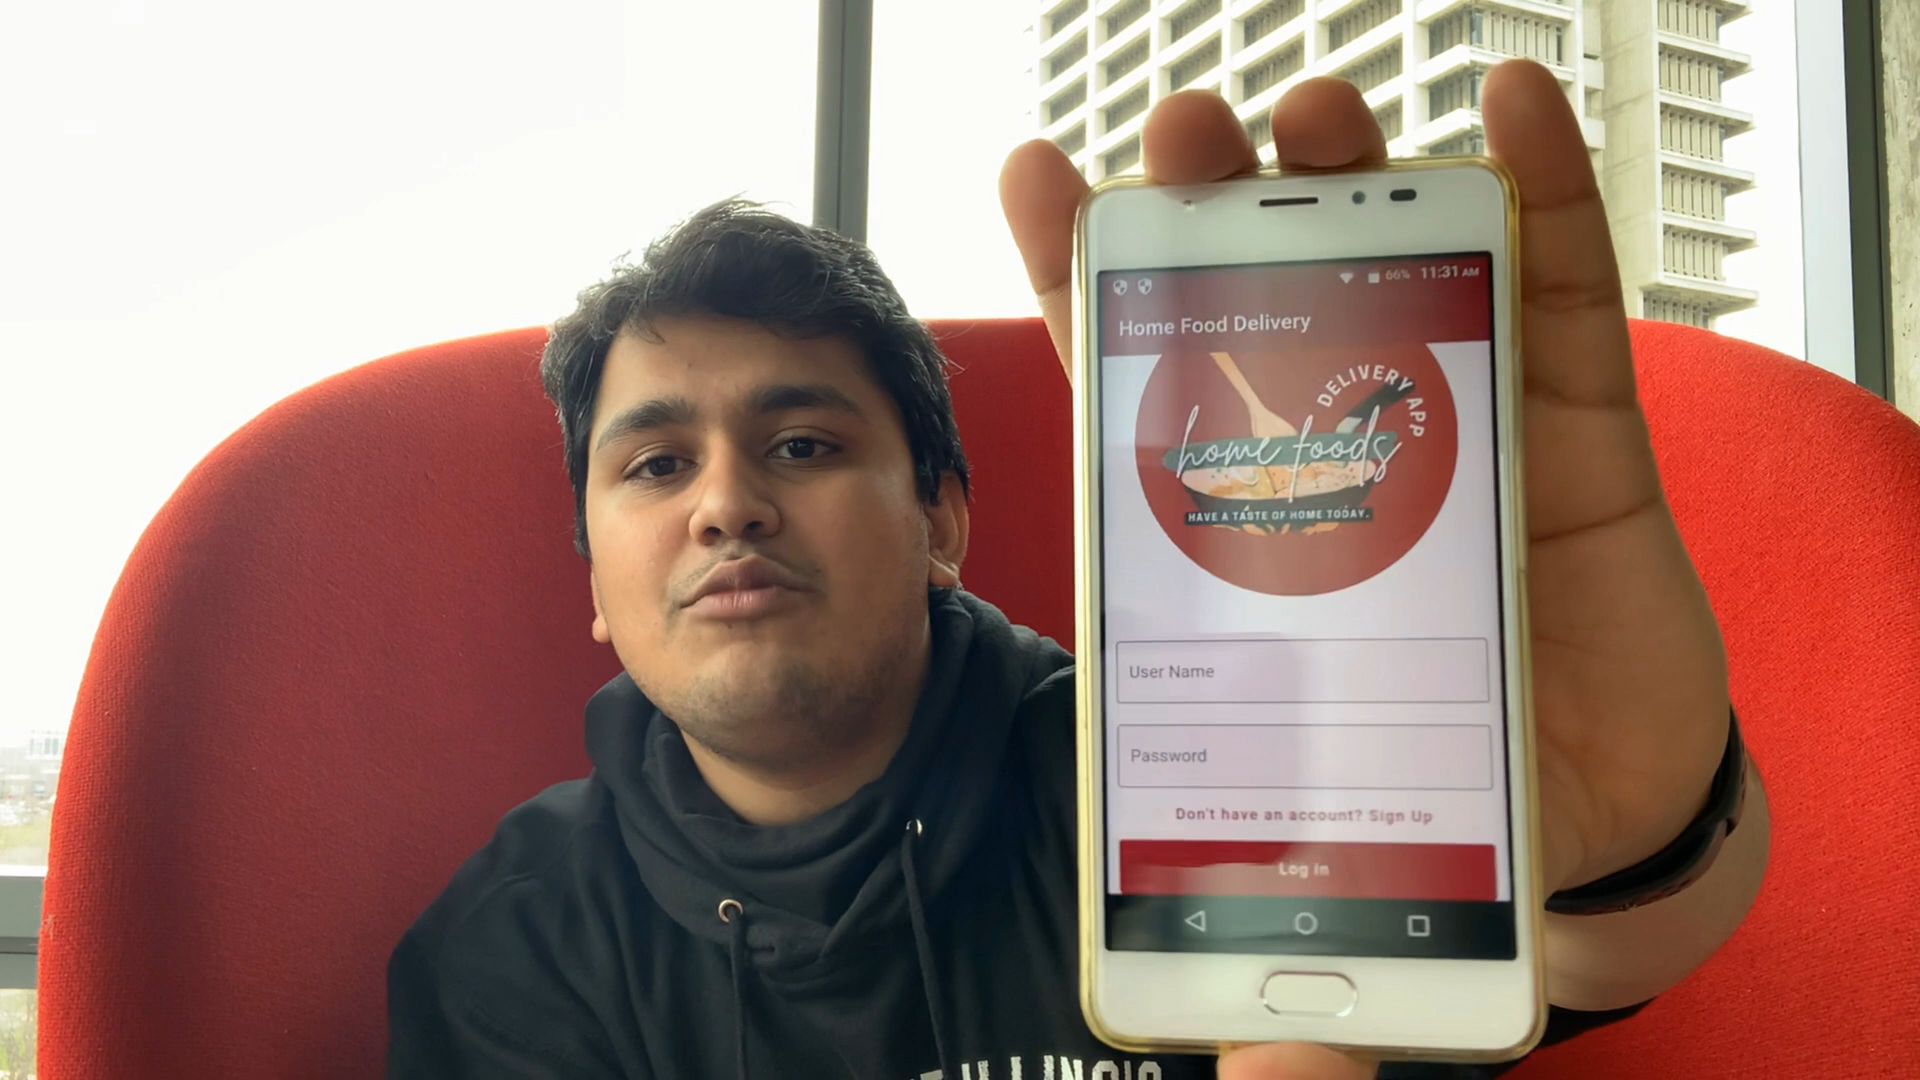 66% 11:31 AM
Home Food Delivery
DELIVERY APP
home foods
HAVE A TASTE OF HOME TODAY.
User Name
Password
Don't have an account? Sign Up
Log in
ILLINOIS